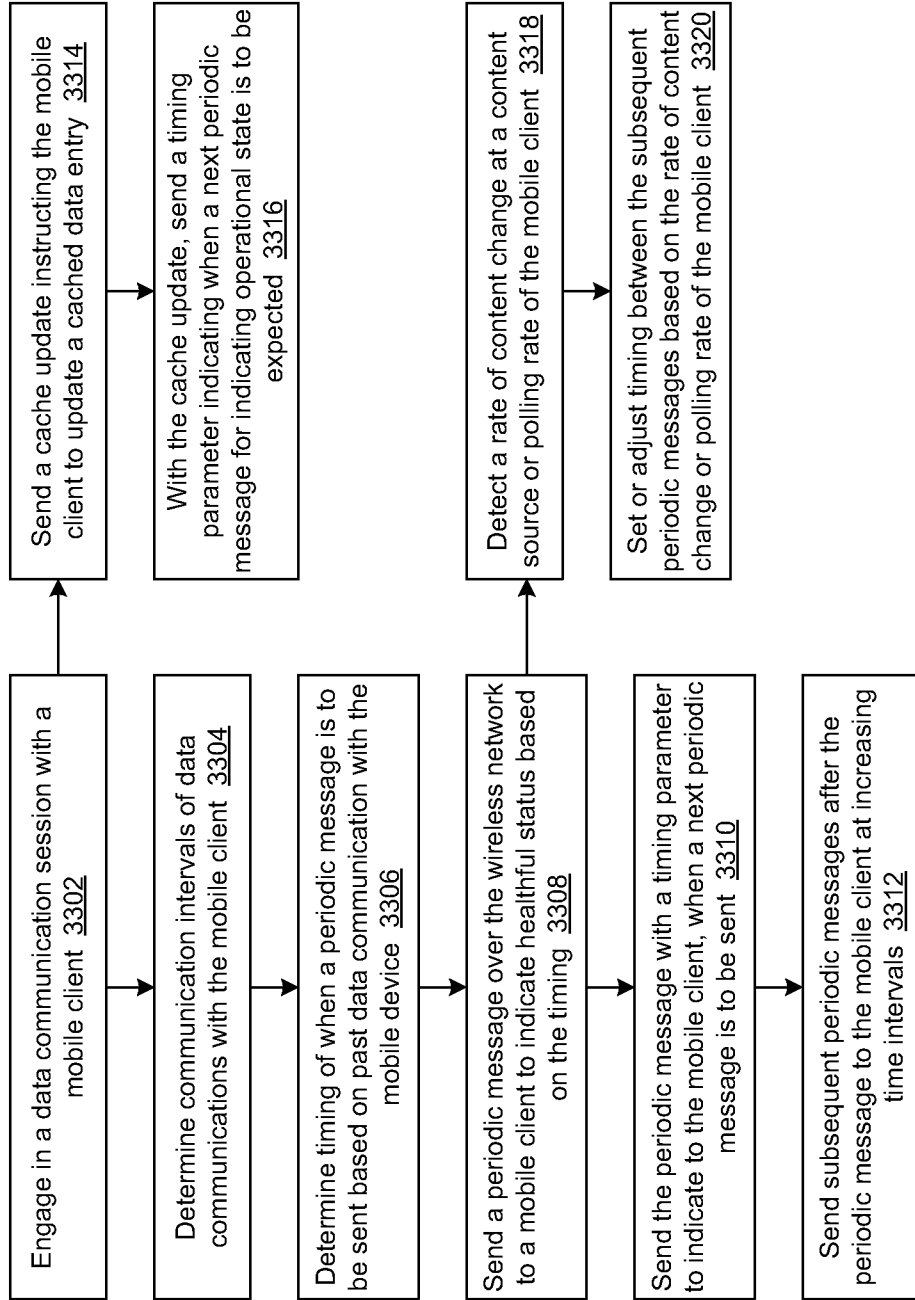 Engage in a data communication session with a
mobile client 3302
Determine communication intervals of data
communications with the mobile client 3304
Determine timing of when a periodic message is to
be sent based on past data communication with the
mobile device 3306
Send a periodic message over the wireless network
to a mobile client to indicate healthful status based
on the timing 3308
Send the periodic message with a timing parameter
to indicate to the mobile client, when a next periodic
message is to be sent 3310
Send subsequent periodic messages after the
periodic message to the mobile client at increasing
time intervals 3312
Send a cache update instructing the mobile
client to update a cached data entry 3314
With the cache update, send a timing
parameter indicating when a next periodic
message for indicating operational state is to be
expected 3316
Detect a rate of content change at a content
source or polling rate of the mobile client 3318
Set or adjust timing between the subsequent
periodic messages based on the rate of content
change or polling rate of the mobile client 3320